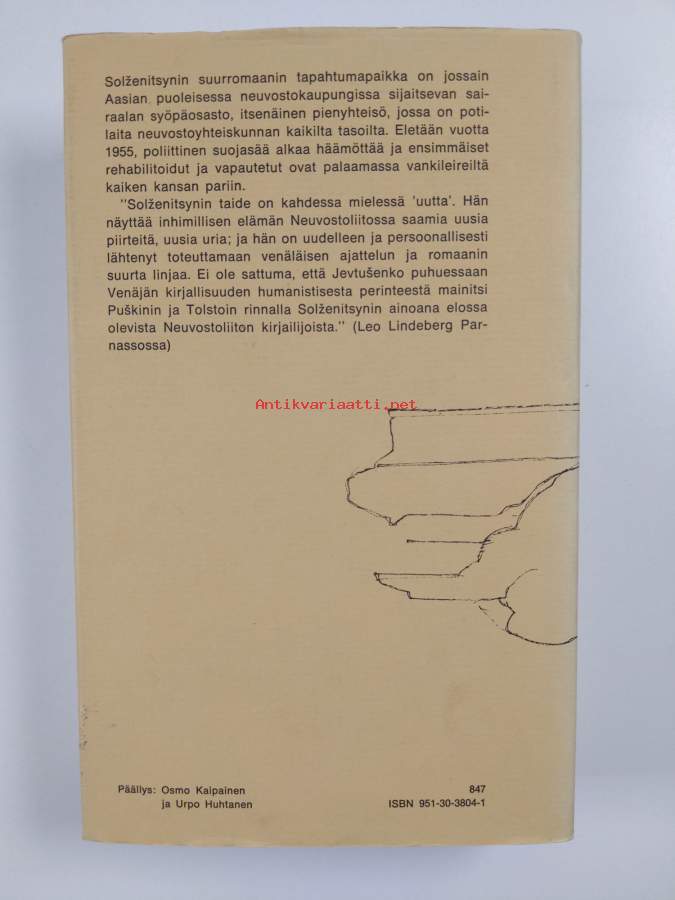 Solženitsynin suurromaanin tapahtumapaikka on jossain
Aasian puoleisessa neuvostokaupungissa sijaitsevan sai-
raalan syöpäosasto, itsenäinen pienyhteisö, jossa on poti-
laita neuvostoyhteiskunnan kaikilta tasoilta. Eletään vuotta
1955, poliittinen suojasää alkaa häämöttää ja ensimmäiset
rehabilitoidut ja vapautetut ovat palaamassa vankileireiltä
kaiken kansan pariin.
"Solženitsynin taide on kahdessa mielessä 'uutta'. Hän
näyttää inhimillisen elämän Neuvostoliitossa saamia uusia
piirteitä, uusia uria; ja hän on uudelleen ja persoonallisesti
lähtenyt toteuttamaan venäläisen ajattelun ja romaanin
suurta linjaa. Ei ole sattuma, että Jevtušenko puhuessaan
Venäjän kirjallisuuden humanistisesta perinteestä mainitsi
Puškinin ja Tolstoin rinnalla Solženitsynin ainoana elossa
olevista Neuvostoliiton kirjailijoista." (Leo Lindeberg Par-
nassossa)
Antikvariaatti.net
Päällys: Osmo Kaipainen
ja Urpo Huhtanen
847
ISBN 951-30-3804-1